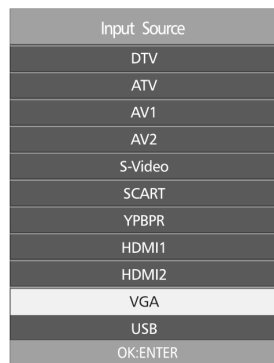 Input Source
DTV
ATV
AV1
AV2
S-Video
SCART
YPBPR
HDMI1
HDMI2
VGA
USB
OK:ENTER